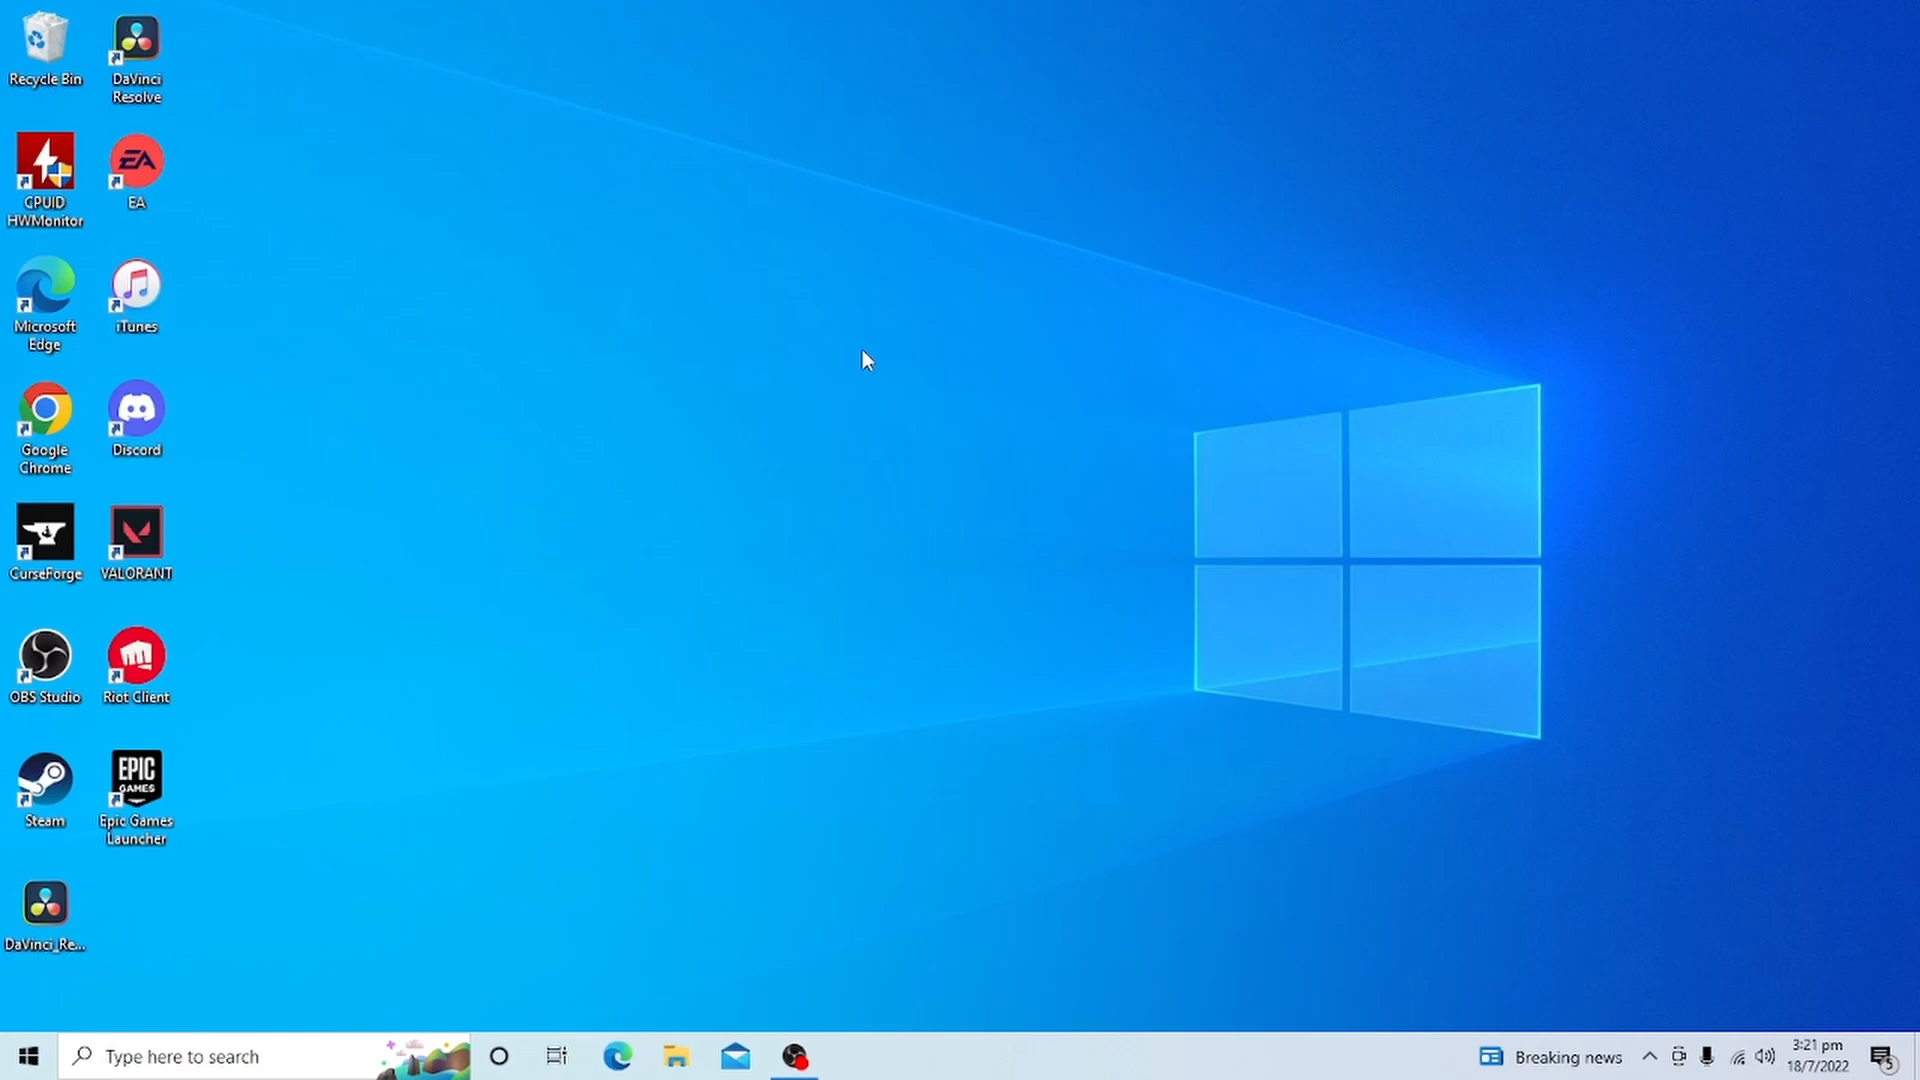 Recycle Bin
DaVinci
Resolve
CPUID
HWMonitor
EA
EA
Microsoft
Edge
iTunes
Google
Chrome
Discord
CurseForge
VALORANT
OBS Studio
Riot Client
Steam
EPIC
GAMES
Epic Games
Launcher
DaVinci_Re...
Type here to search
Breaking news
3:21 pm
18/7/2022
5